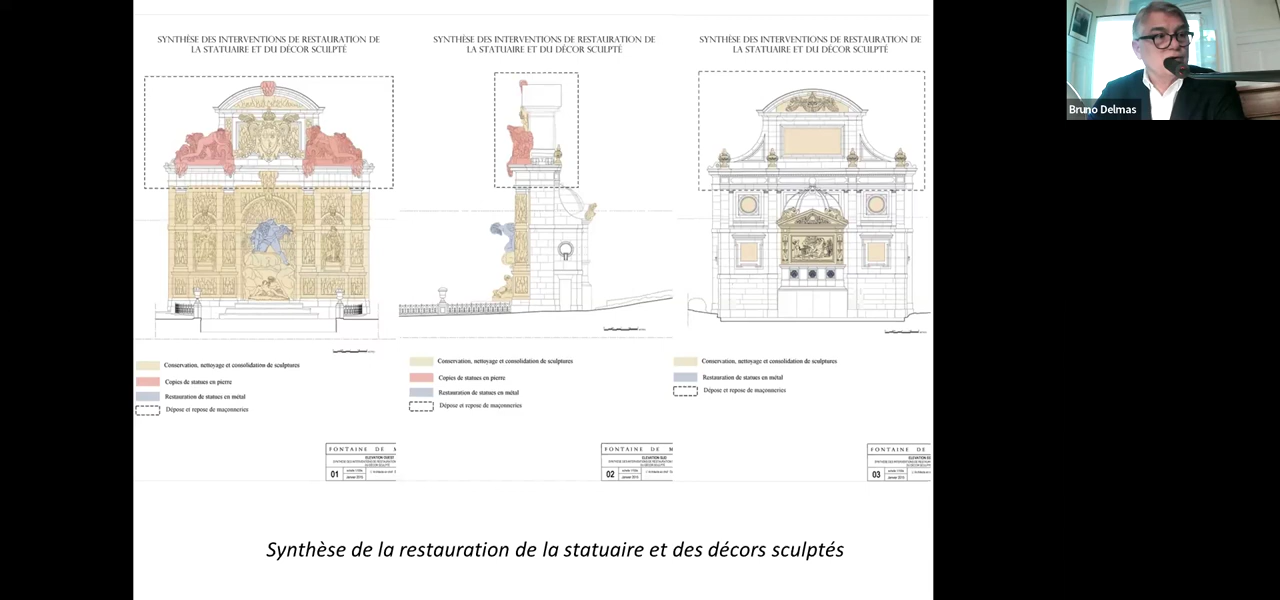 SYNTHÈSE DES INTERVENTIONS DE RESTAURATION DE
LA STATUAIRE ET DU DÉCOR SCULPTÉ
Conservation, nettoyage et consolidation de sculptures
Copies de statues en pierre
Restauration de statues en métal
Dépose et repose de maçonneries
FONTAINE DE M
ELEVATION OUEST
01
SYNTHÈSE DES INTERVENTIONS DE RESTAURATION DE
LA STATUAIRE ET DU DÉCOR SCULPTÉ
Conservation, nettoyage et consolidation de sculptures
Copies de statues en pierre
Restauration de statues en métal
Dépose et repose de maçonneries
FONTAINE DE M
ELEVATION SUD
02
SYNTHÈSE DES INTERVENTIONS DE RESTAURATION DE
LA STATUAIRE ET DU DÉCOR SCULPTÉ
Conservation, nettoyage et consolidation de sculptures
Restauration de statues en métal
Dépose et repose de maçonneries
FONTAINE DE
03
Synthèse de la restauration de la statuaire et des décors sculptés
Bruno Delmas